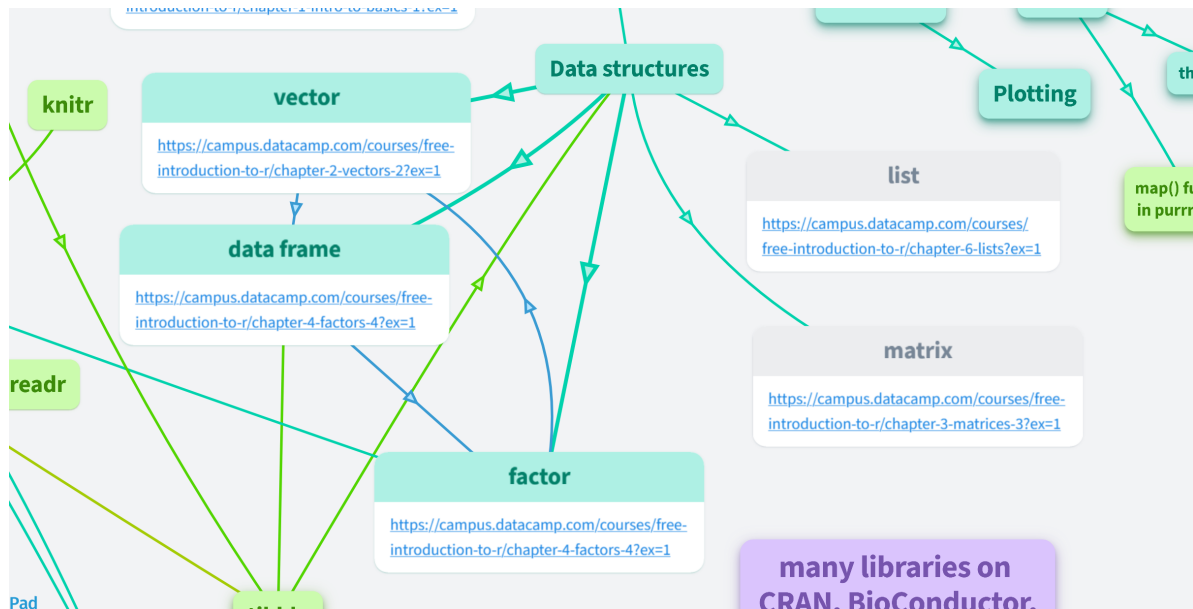 introduction-to-r/chapter-1-intro-to-basics-1?ex=1
Data structures
vector
https://campus.datacamp.com/courses/free-
introduction-to-r/chapter-2-vectors-2?ex=1
knitr
Plotting
th
list
https://campus.datacamp.com/courses/
free-introduction-to-r/chapter-6-lists?ex=1
map() fu
in purrr
data frame
https://campus.datacamp.com/courses/free-
introduction-to-r/chapter-4-factors-4?ex=1
matrix
https://campus.datacamp.com/courses/free-
introduction-to-r/chapter-3-matrices-3?ex=1
readr
factor
https://campus.datacamp.com/courses/free-
introduction-to-r/chapter-4-factors-4?ex=1
many libraries on
CRAN, BioConductor,
Pad